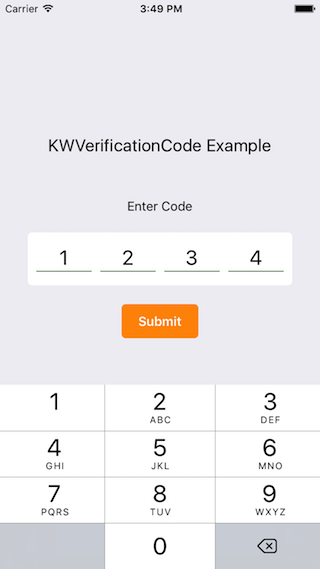 Carrier 3:49 PM
KWVerificationCode Example
Enter Code
1 2 3 4
Submit
1 2 3
ABC DEF
4 5 6
GHI JKL MNO
7 8 9
PQRS TUV WXYZ
0